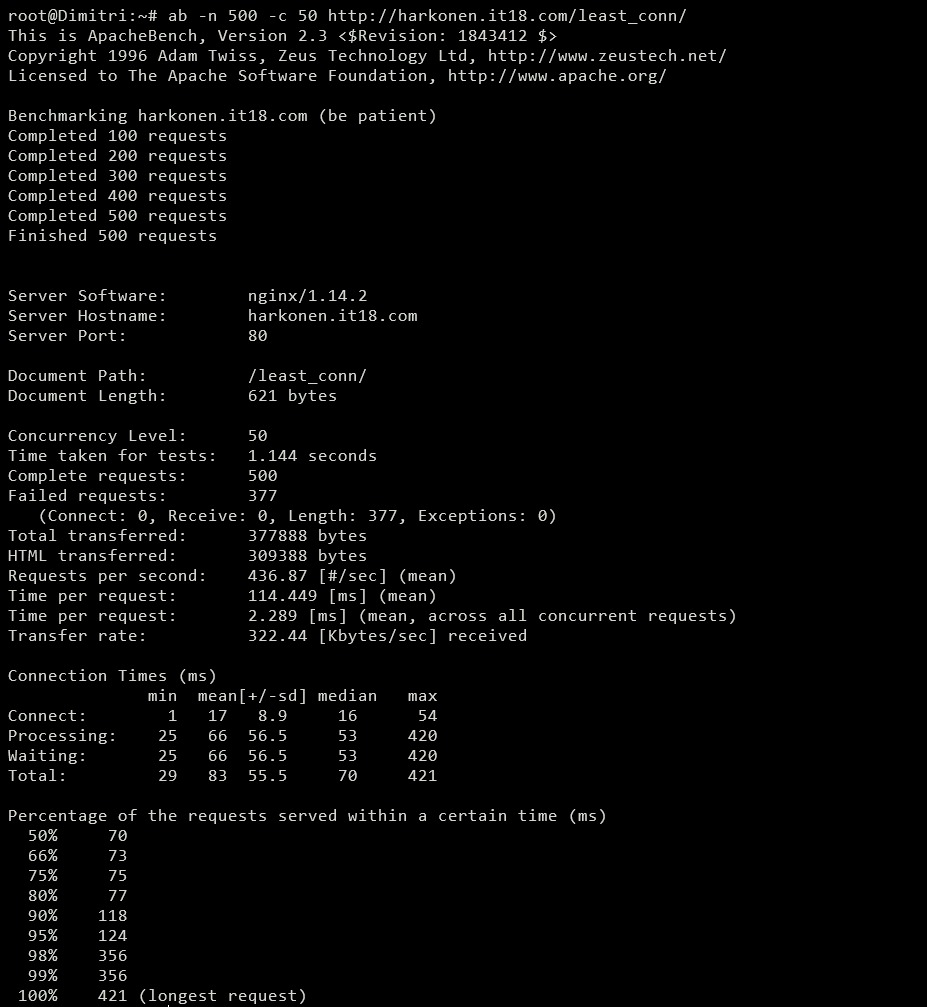 root@Dimitri:~# ab -n 500 -c 50 http://harkonen.it18.com/least_conn/
This is ApacheBench, Version 2.3 <$Revision: 1843412 $>
Copyright 1996 Adam Twiss, Zeus Technology Ltd, http://www.zeustech.net/
Licensed to The Apache Software Foundation, http://www.apache.org/

Benchmarking harkonen.it18.com (be patient)
Completed 100 requests
Completed 200 requests
Completed 300 requests
Completed 400 requests
Completed 500 requests
Finished 500 requests


Server Software:        nginx/1.14.2
Server Hostname:        harkonen.it18.com
Server Port:            80

Document Path:          /least_conn/
Document Length:        621 bytes

Concurrency Level:      50
Time taken for tests:   1.144 seconds
Complete requests:      500
Failed requests:        377
   (Connect: 0, Receive: 0, Length: 377, Exceptions: 0)
Total transferred:      377888 bytes
HTML transferred:       309388 bytes
Requests per second:    436.87 [#/sec] (mean)
Time per request:       114.449 [ms] (mean)
Time per request:       2.289 [ms] (mean, across all concurrent requests)
Transfer rate:          322.44 [Kbytes/sec] received

Connection Times (ms)
              min  mean[+/-sd] median   max
Connect:        1   17   8.9     16      54
Processing:    25   66  56.5     53     420
Waiting:       25   66  56.5     53     420
Total:         29   83  55.5     70     421

Percentage of the requests served within a certain time (ms)
  50%     70
  66%     73
  75%     75
  80%     77
  90%    118
  95%    124
  98%    356
  99%    356
 100%    421 (longest request)